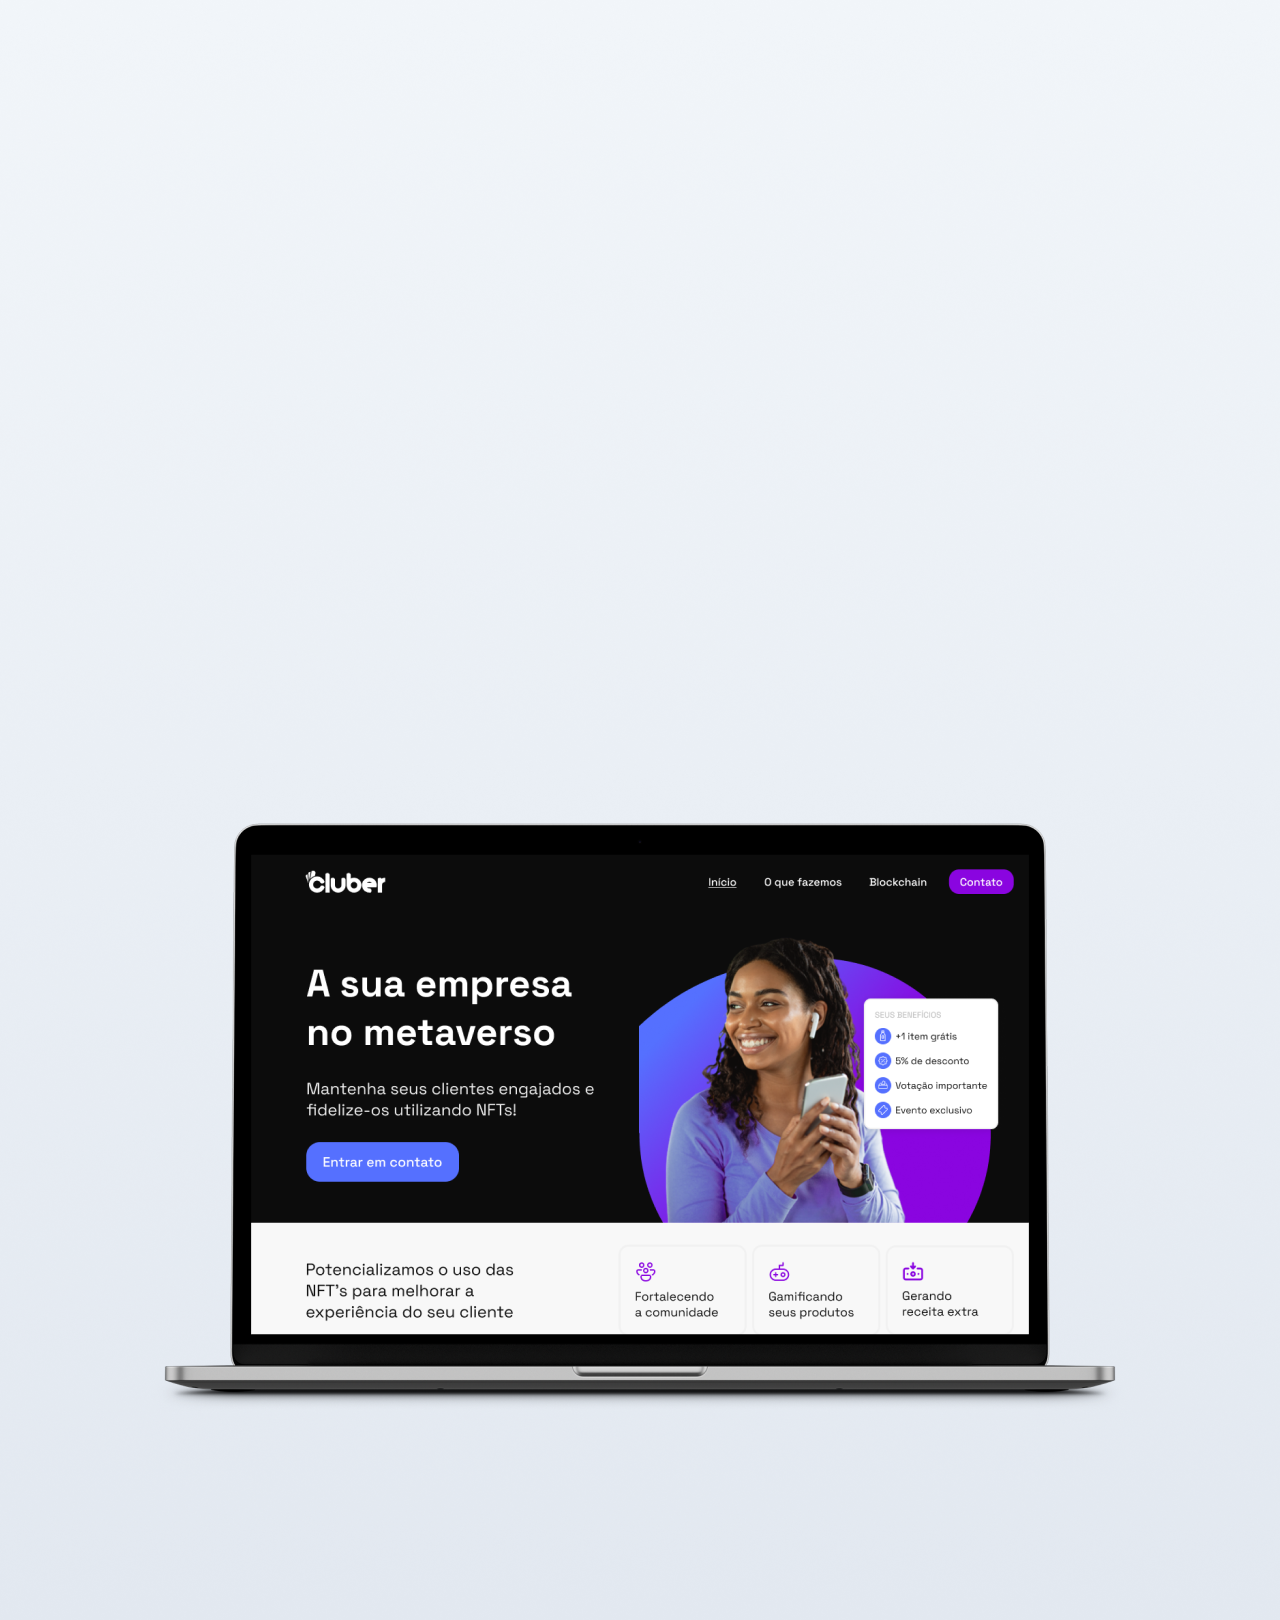 cluber
Início
O que fazemos
Blockchain
Contato
A sua empresa
no metaverso
Mantenha seus clientes engajados e
fidelize-os utilizando NFTs!
Entrar em contato
SEUS BENEFÍCIOS
+1 item grátis
5% de desconto
Votação importante
Evento exclusivo
Potencializamos o uso das
NFT's para melhorar a
experiência do seu cliente
Fortalecendo
a comunidade
Gamificando
seus produtos
Gerando
receita extra